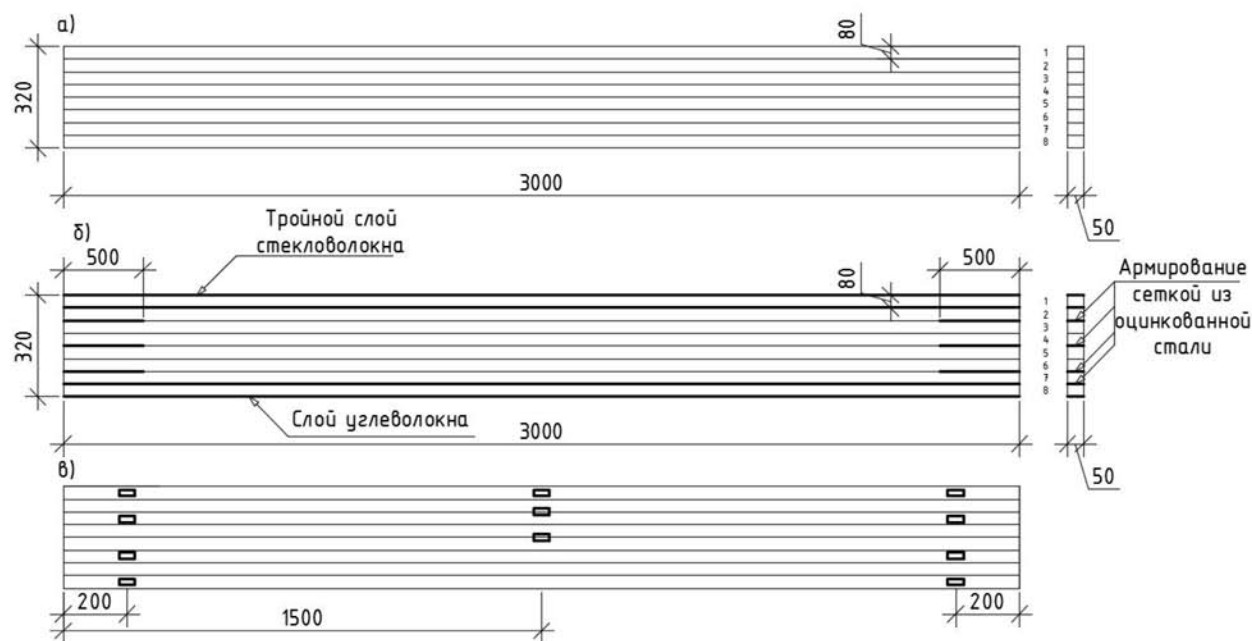 а)
80
320
1
2
3
4
5
6
7
8
3000
50
Тройной слой
стекловолокна
б)
500
500
80
320
1
2
3
4
5
6
7
8
Армирование
сеткой из
оцинкованной
стали
Слой углеволокна
3000
50
в)
200
1500
200